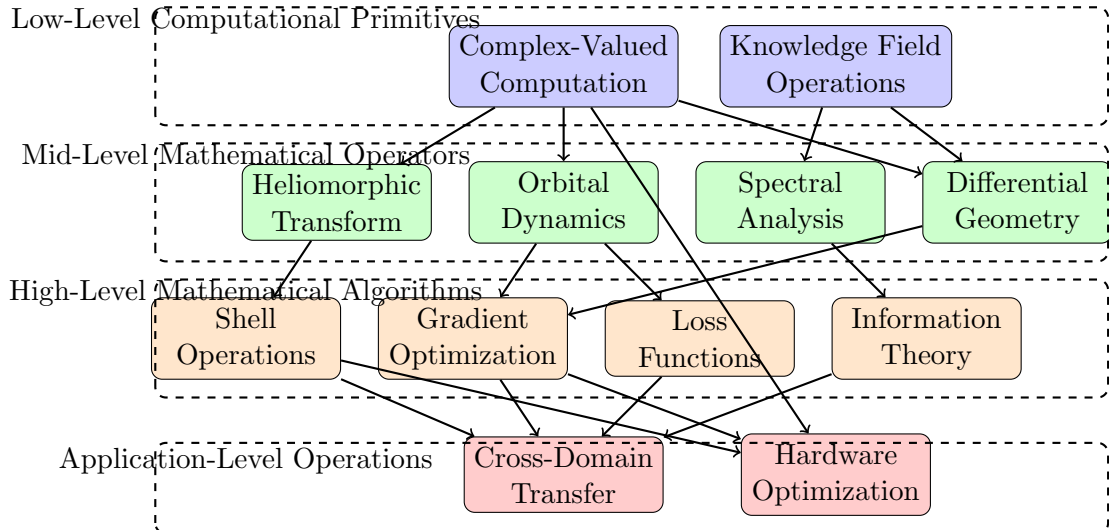 Low-Level Computational Primitives
Complex-Valued
Computation
Knowledge Field
Operations
Mid-Level Mathematical Operators
Heliomorphic
Transform
Orbital
Dynamics
Spectral
Analysis
Differential
Geometry
High-Level Mathematical Algorithms
Shell
Operations
Gradient
Optimization
Loss
Functions
Information
Theory
Application-Level Operations
Cross-Domain
Transfer
Hardware
Optimization